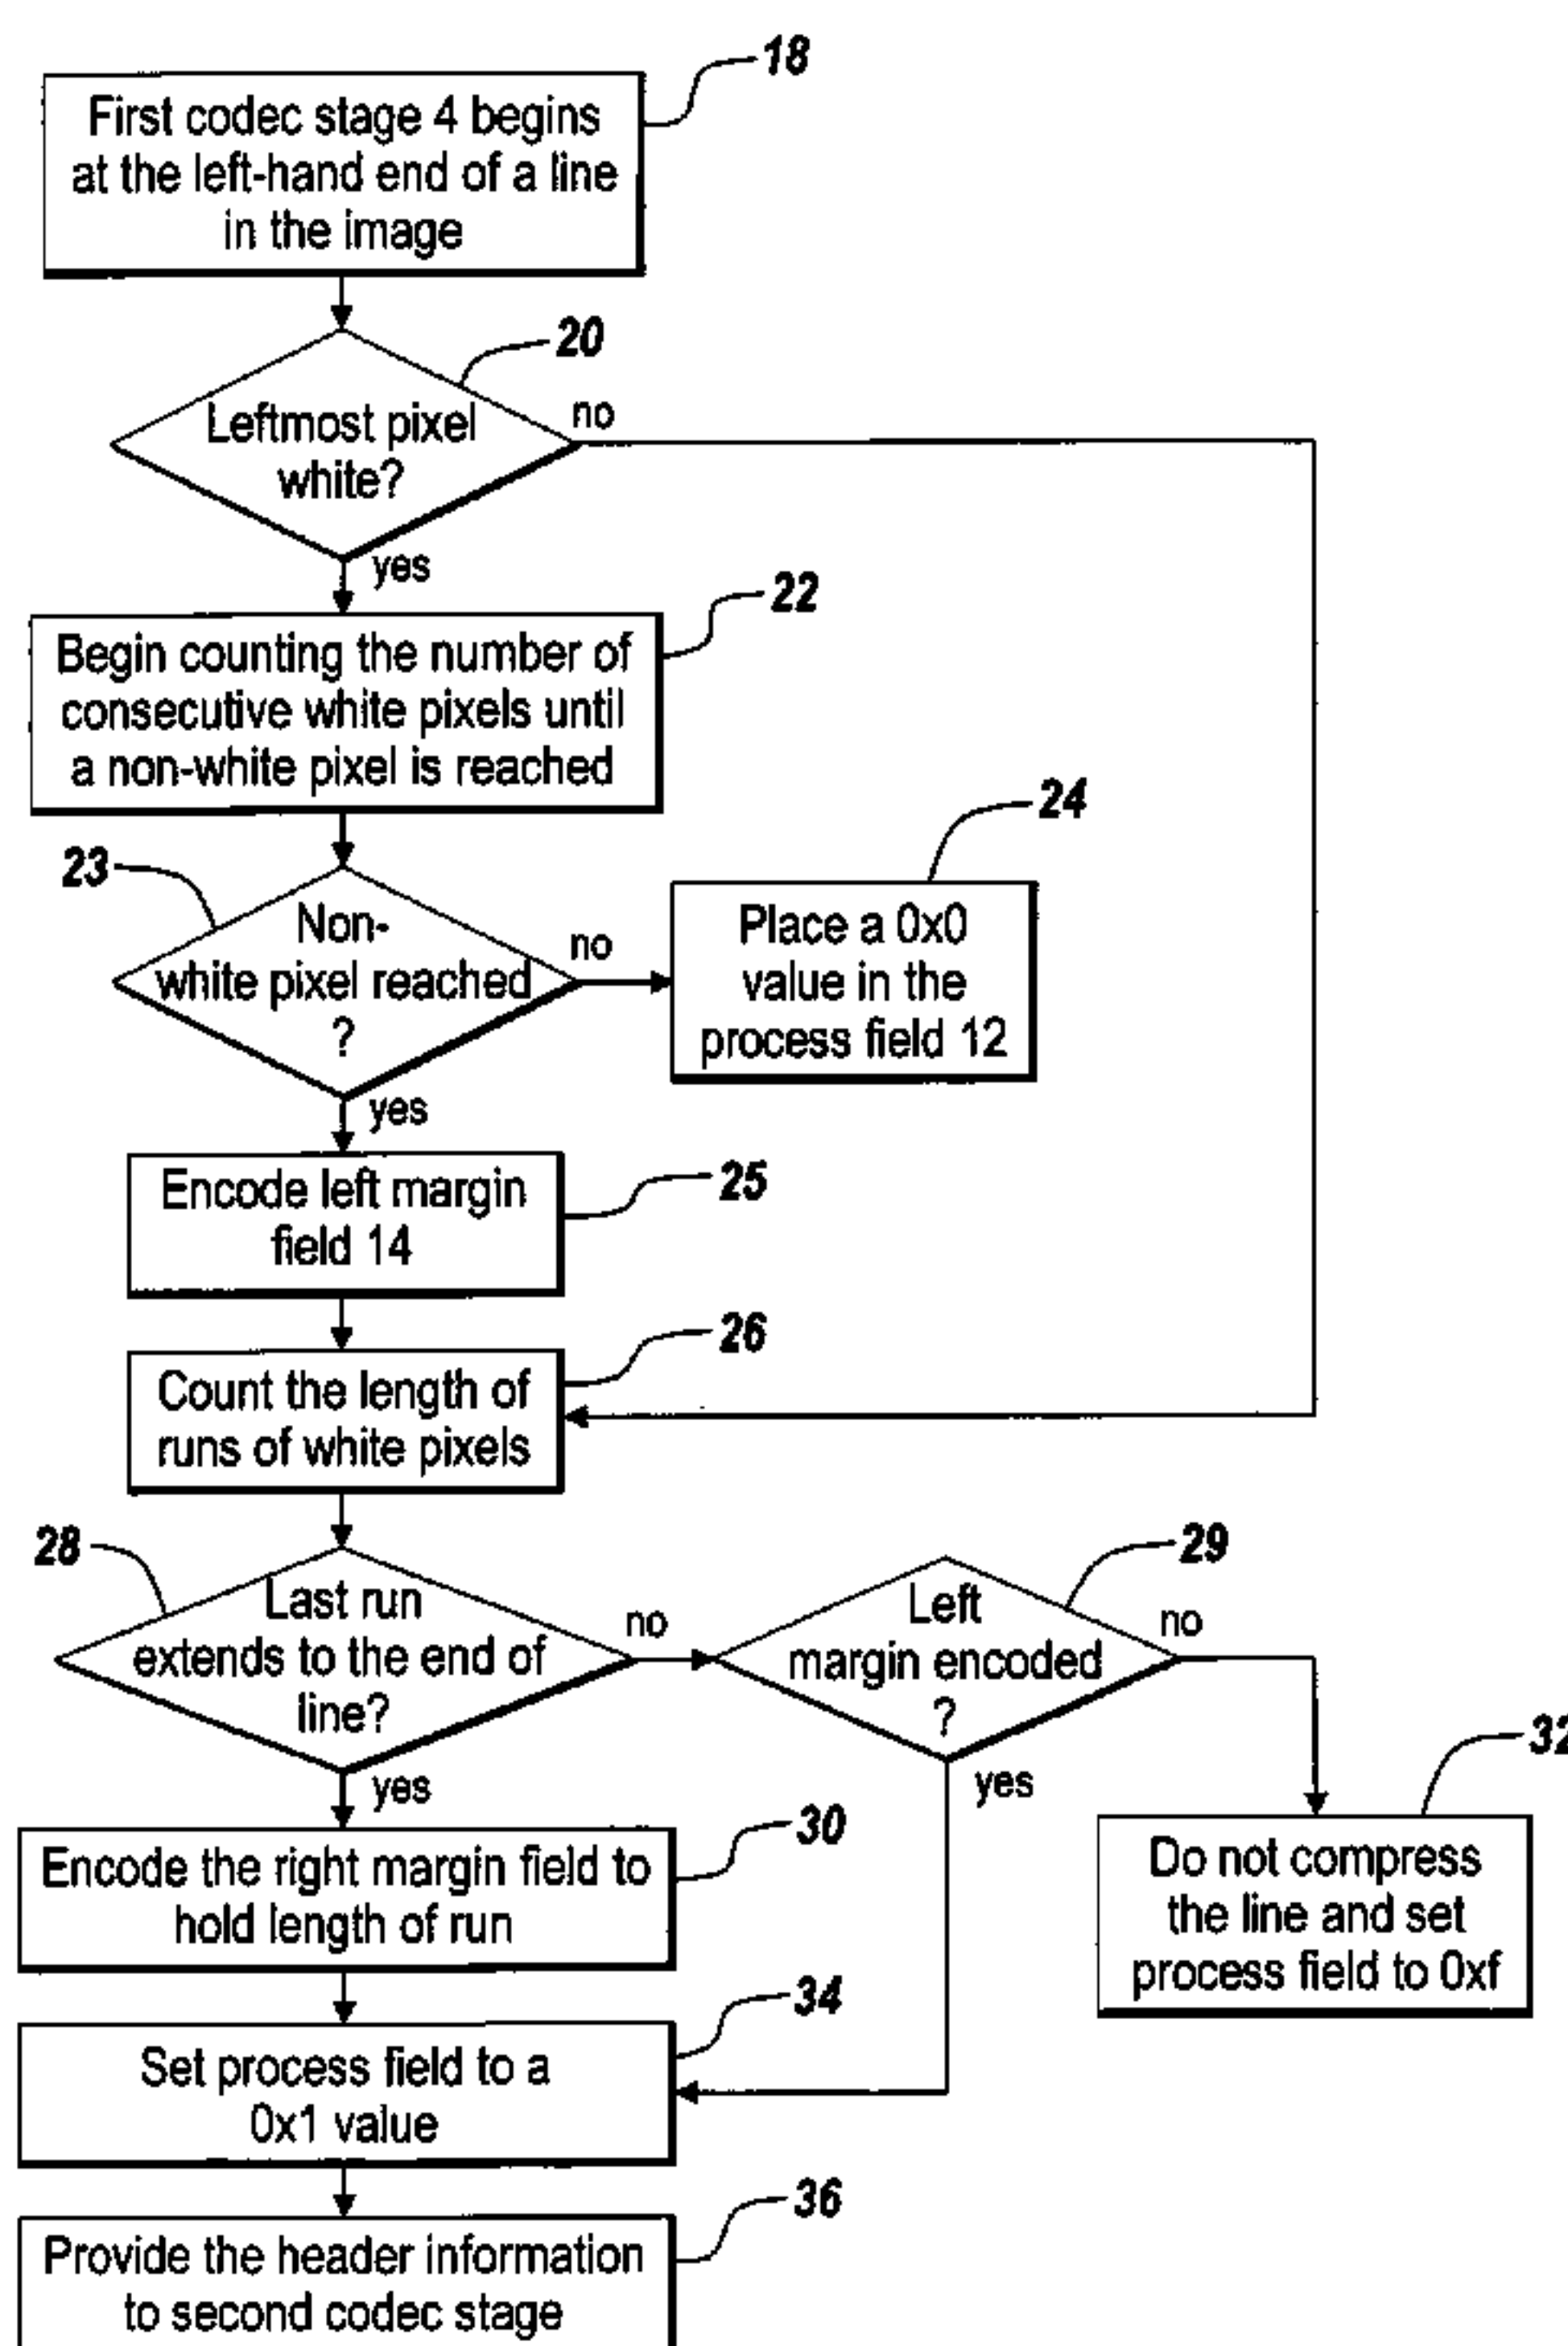 18
First codec stage 4 begins
at the left-hand end of a line
in the image
20
Leftmost pixel
white?
no
yes
22
Begin counting the number of
consecutive white pixels until
a non-white pixel is reached
23
Non-
white pixel reached
?
no
yes
24
Place a 0x0
value in the
process field 12
25
Encode left margin
field 14
26
Count the length of
runs of white pixels
28
Last run
extends to the end of
line?
no
yes
29
Left
margin encoded
?
no
yes
30
Encode the right margin field to
hold length of run
32
Do not compress
the line and set
process field to 0xf
34
Set process field to a
0x1 value
36
Provide the header information
to second codec stage